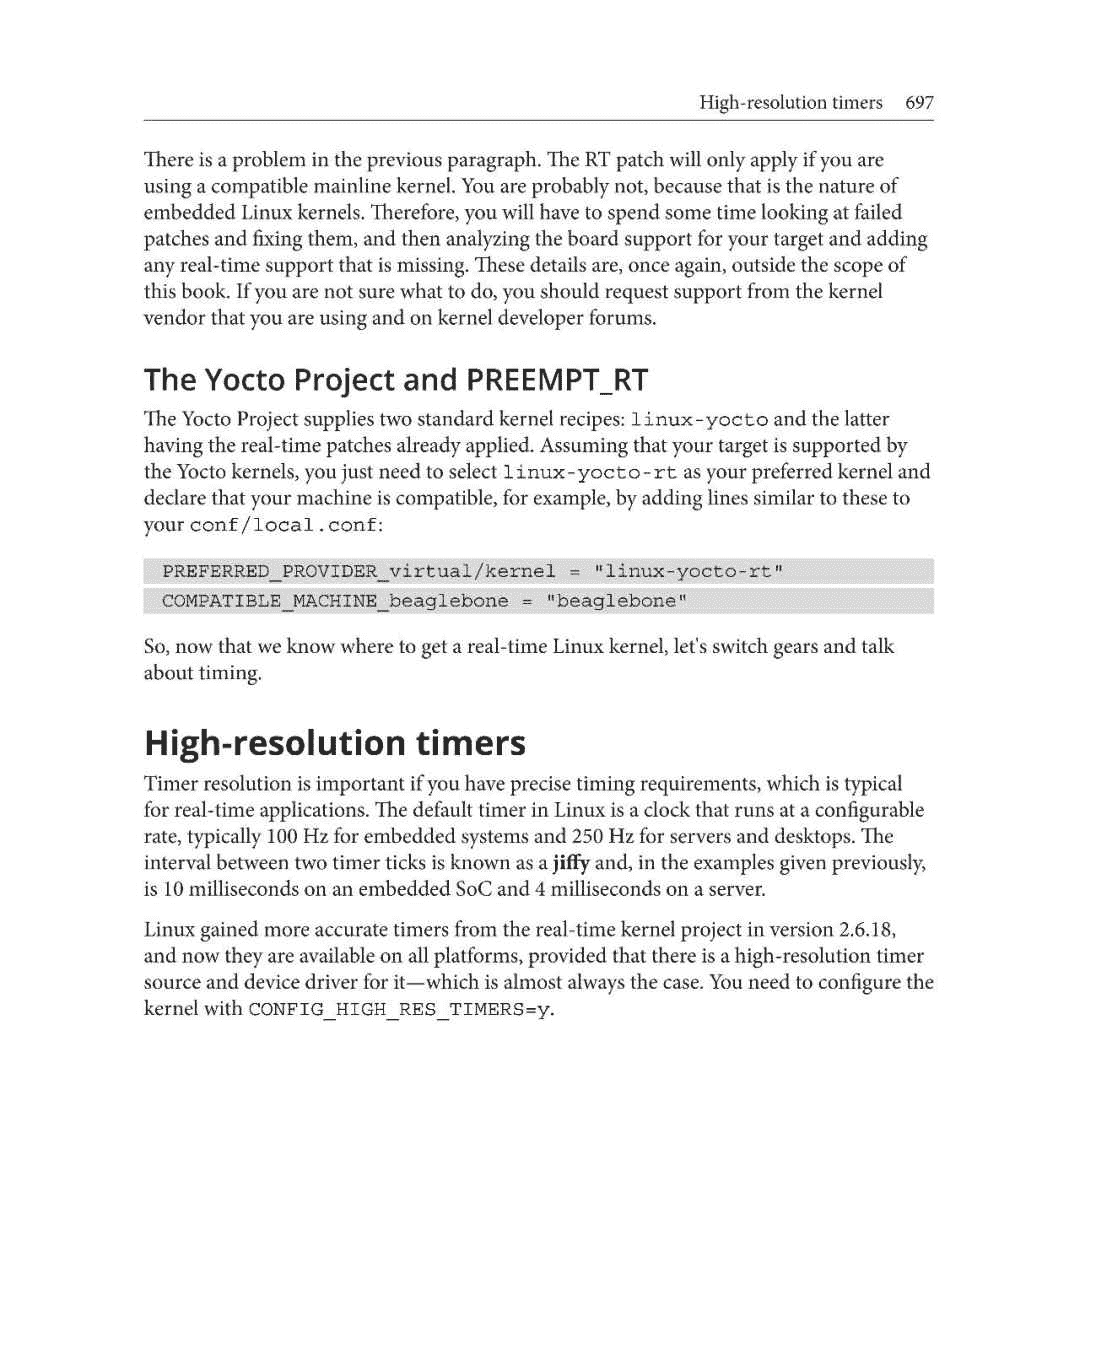 High-resolution timers 697
There is a problem in the previous paragraph. The RT patch will only apply if you are
using a compatible mainline kernel. You are probably not, because that is the nature of
embedded Linux kernels. Therefore, you will have to spend some time looking at failed
patches and fixing them, and then analyzing the board support for your target and adding
any real-time support that is missing. These details are, once again, outside the scope of
this book. If you are not sure what to do, you should request support from the kernel
vendor that you are using and on kernel developer forums.
The Yocto Project and PREEMPT_RT
The Yocto Project supplies two standard kernel recipes: linux-yocto and the latter
having the real-time patches already applied. Assuming that your target is supported by
the Yocto kernels, you just need to select linux-yocto-rt as your preferred kernel and
declare that your machine is compatible, for example, by adding lines similar to these to
your conf/local.conf:
PREFERRED_PROVIDER_virtual/kernel = "linux-yocto-rt"
COMPATIBLE_MACHINE_beaglebone = "beaglebone"
So, now that we know where to get a real-time Linux kernel, let's switch gears and talk
about timing.
High-resolution timers
Timer resolution is important if you have precise timing requirements, which is typical
for real-time applications. The default timer in Linux is a clock that runs at a configurable
rate, typically 100 Hz for embedded systems and 250 Hz for servers and desktops. The
interval between two timer ticks is known as a jiffy and, in the examples given previously,
is 10 milliseconds on an embedded SoC and 4 milliseconds on a server.
Linux gained more accurate timers from the real-time kernel project in version 2.6.18,
and now they are available on all platforms, provided that there is a high-resolution timer
source and device driver for it—which is almost always the case. You need to configure the
kernel with CONFIG_HIGH_RES_TIMERS=y.